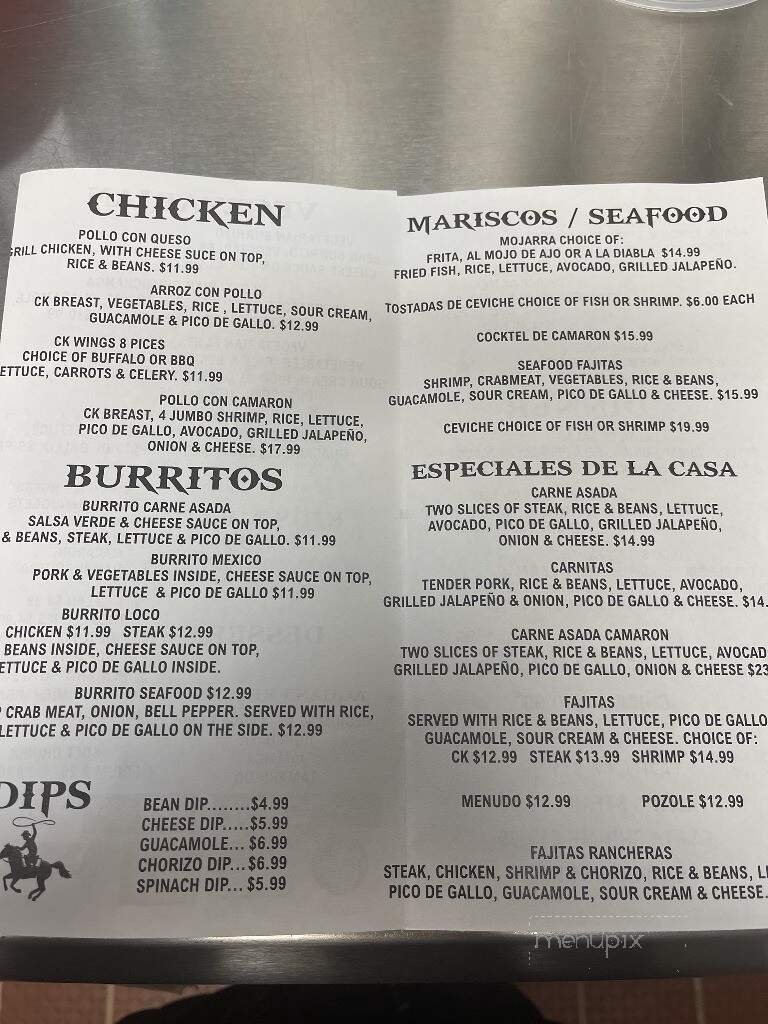 CHICKEN
POLLO CON QUESO
GRILL CHICKEN, WITH CHEESE SUCE ON TOP,
RICE & BEANS. $11.99
ARROZ CON POLLO
CK BREAST, VEGETABLES, RICE , LETTUCE, SOUR CREAM,
GUACAMOLE & PICO DE GALLO. $12.99
CK WINGS 8 PICES
CHOICE OF BUFFALO OR BBQ
ETTUCE, CARROTS & CELERY. $11.99
POLLO CON CAMARON
CK BREAST, 4 JUMBO SHRIMP, RICE, LETTUCE,
PICO DE GALLO, AVOCADO, GRILLED JALAPEÑO,
ONION & CHEESE. $17.99
BURRITOS
BURRITO CARNE ASADA
SALSA VERDE & CHEESE SAUCE ON TOP,
& BEANS, STEAK, LETTUCE & PICO DE GALLO. $11.99
BURRITO MEXICO
PORK & VEGETABLES INSIDE, CHEESE SAUCE ON TOP,
LETTUCE & PICO DE GALLO $11.99
BURRITO LOCO
CHICKEN $11.99 STEAK $12.99
BEANS INSIDE, CHEESE SAUCE ON TOP,
ETTUCE & PICO DE GALLO INSIDE.
BURRITO SEAFOOD $12.99
P CRAB MEAT, ONION, BELL PEPPER. SERVED WITH RICE,
LETTUCE & PICO DE GALLO ON THE SIDE. $12.99
DIPS
BEAN DIP........$4.99
CHEESE DIP.....$5.99
GUACAMOLE... $6.99
CHORIZO DIP... $6.99
SPINACH DIP... $5.99
MARISCOS / SEAFOOD
MOJARRA CHOICE OF:
FRITA, AL MOJO DE AJO OR A LA DIABLA $14.99
FRIED FISH, RICE, LETTUCE, AVOCADO, GRILLED JALAPEÑO.
TOSTADAS DE CEVICHE CHOICE OF FISH OR SHRIMP. $6.00 EACH
COCKTEL DE CAMARON $15.99
SEAFOOD FAJITAS
SHRIMP, CRABMEAT, VEGETABLES, RICE & BEANS,
GUACAMOLE, SOUR CREAM, PICO DE GALLO & CHEESE. $15.99
CEVICHE CHOICE OF FISH OR SHRIMP $19.99
ESPECIALES DE LA CASA
CARNE ASADA
TWO SLICES OF STEAK, RICE & BEANS, LETTUCE,
AVOCADO, PICO DE GALLO, GRILLED JALAPEÑO,
ONION & CHEESE. $14.99
CARNITAS
TENDER PORK, RICE & BEANS, LETTUCE, AVOCADO,
GRILLED JALAPEÑO & ONION, PICO DE GALLO & CHEESE. $14.
CARNE ASADA CAMARON
TWO SLICES OF STEAK, RICE & BEANS, LETTUCE, AVOCAD
GRILLED JALAPEÑO, PICO DE GALLO, ONION & CHEESE $23
FAJITAS
SERVED WITH RICE & BEANS, LETTUCE, PICO DE GALLO
GUACAMOLE, SOUR CREAM & CHEESE. CHOICE OF:
CK $12.99 STEAK $13.99 SHRIMP $14.99
MENUDO $12.99 POZOLE $12.99
FAJITAS RANCHERAS
STEAK, CHICKEN, SHRIMP & CHORIZO, RICE & BEANS, L
PICO DE GALLO, GUACAMOLE, SOUR CREAM & CHEESE.
menupix